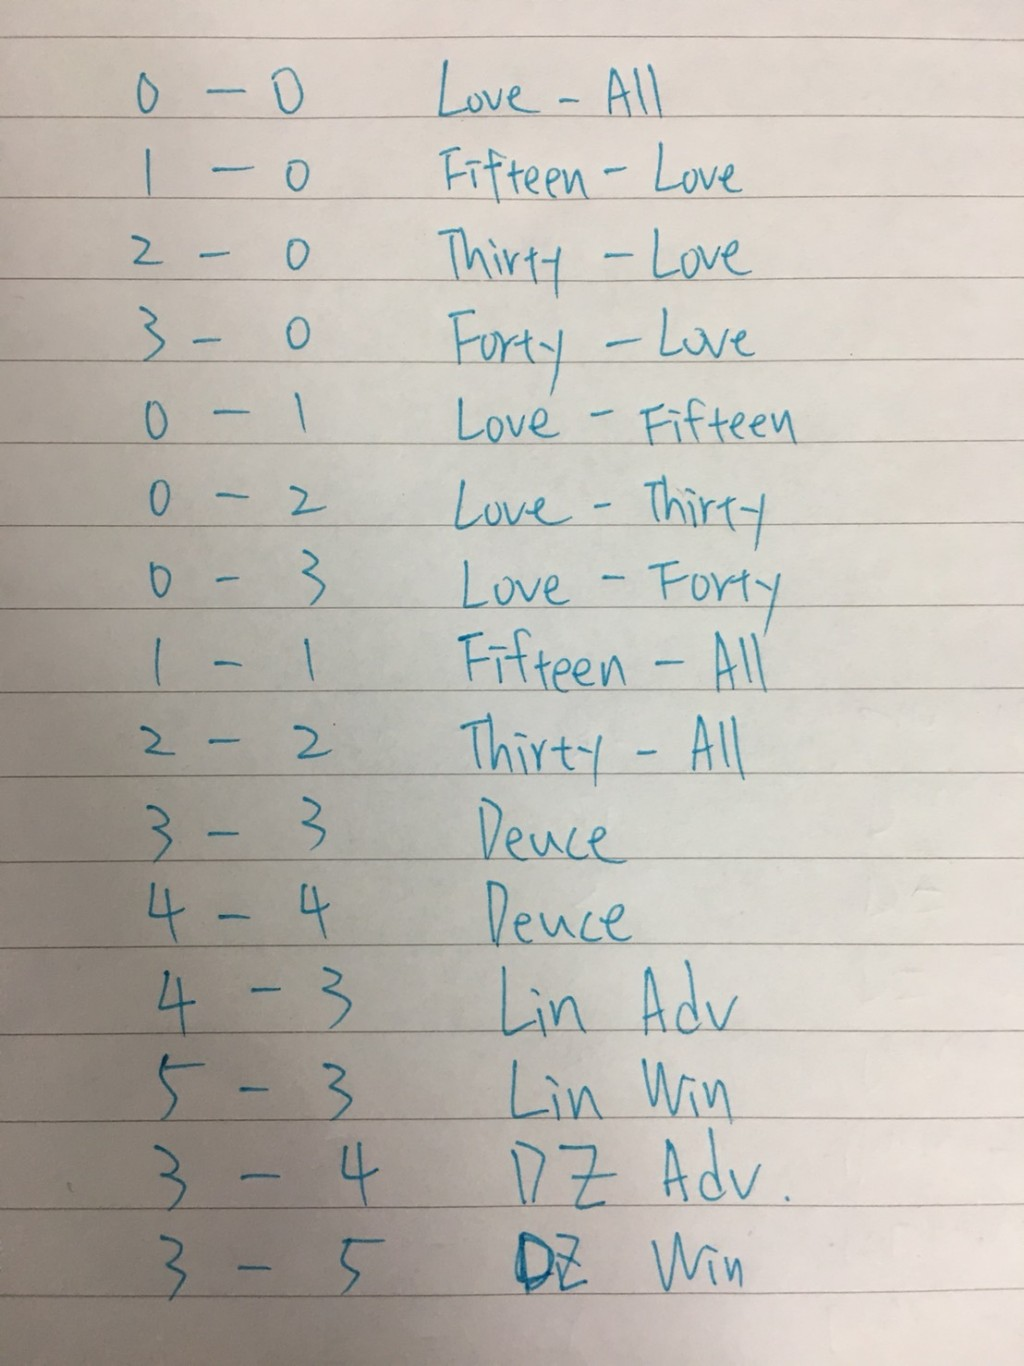 0 - 0 Love - All
1 - 0 Fifteen - Love
2 - 0 Thirty - Love
3 - 0 Forty - Love
0 - 1 Love - Fifteen
0 - 2 Love - Thirty
0 - 3 Love - Forty
1 - 1 Fifteen - All
2 - 2 Thirty - All
3 - 3 Deuce
4 - 4 Deuce
4 - 3 Lin Adv
5 - 3 Lin Win
3 - 4 DZ Adv.
3 - 5 DZ Win